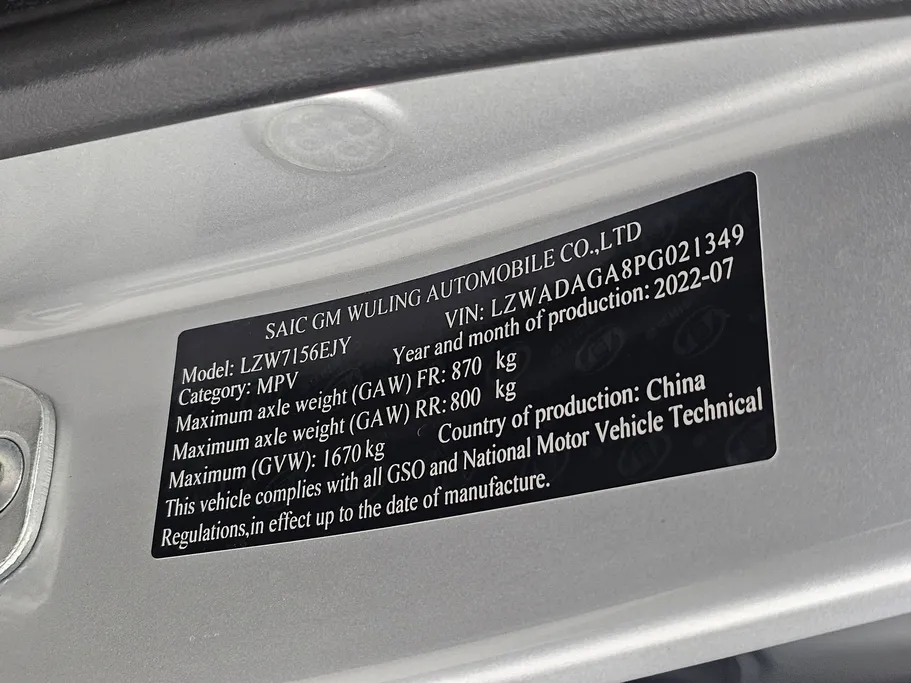 SAIC GM WULING AUTOMOBILE CO.,LTD
Model: LZW7156EJY VIN: LZWADAGA8PG021349
Category: MPV Year and month of production: 2022-07
Maximum axle weight (GAW) FR: 870 kg
Maximum axle weight (GAW) RR: 800 kg
Maximum (GVW): 1670 kg Country of production: China
This vehicle complies with all GSO and National Motor Vehicle Technical
Regulations,in effect up to the date of manufacture.